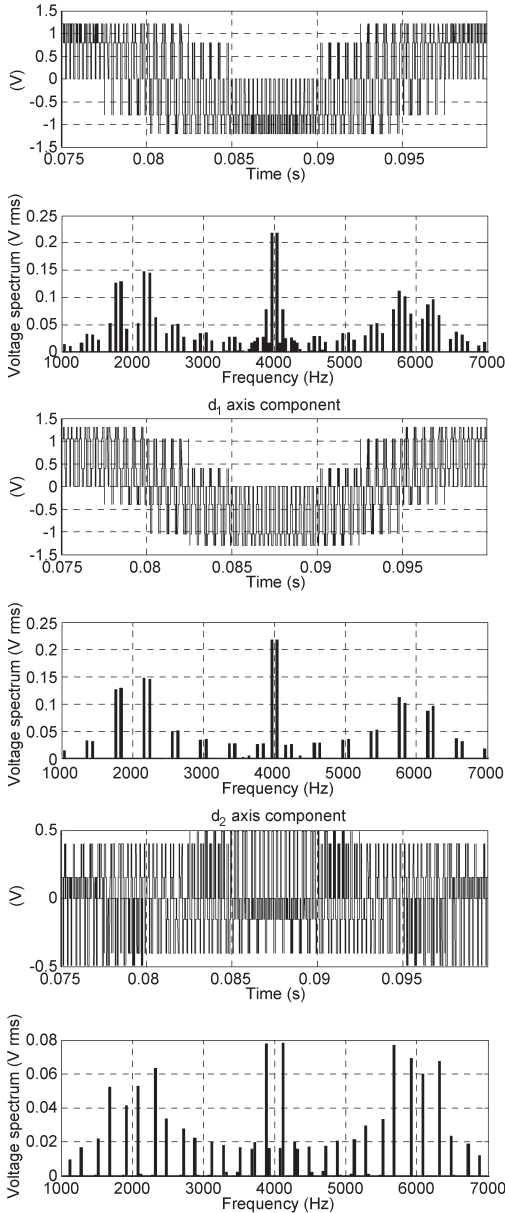 1.5
1
0.5
0
-0.5
-1
-1.5
(V)
0.075 0.08 0.085 0.09 0.095
Time (s)
0.25
0.2
0.15
0.1
0.05
0
Voltage spectrum (V rms)
1000 2000 3000 4000 5000 6000 7000
Frequency (Hz)
d1 axis component
1
0.5
0
-0.5
-1
-1.5
(V)
0.075 0.08 0.085 0.09 0.095
Time (s)
0.25
0.2
0.15
0.1
0.05
0
Voltage spectrum (V rms)
1000 2000 3000 4000 5000 6000 7000
Frequency (Hz)
d2 axis component
0.5
0
-0.5
(V)
0.075 0.08 0.085 0.09 0.095
Time (s)
0.08
0.06
0.04
0.02
0
Voltage spectrum (V rms)
1000 2000 3000 4000 5000 6000 7000
Frequency (Hz)